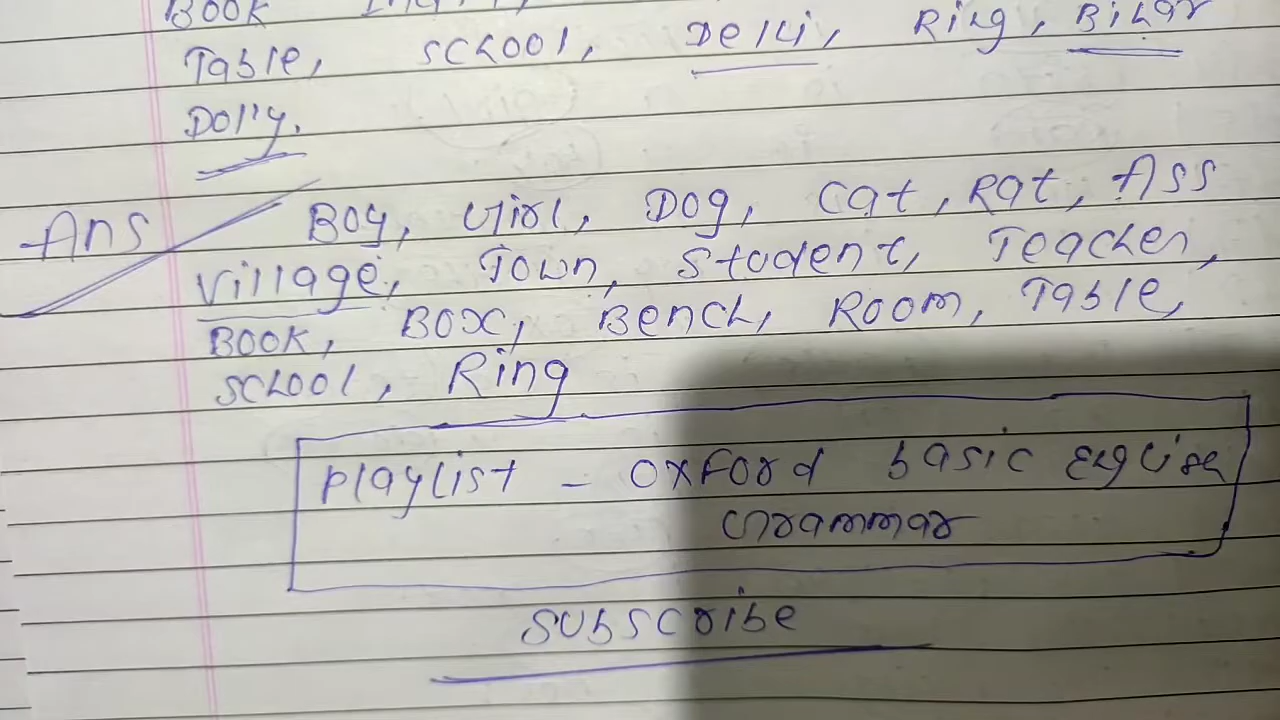 Book
Table, School, Delhi, Ring, Bihar
Dolly.
Ans Boy, Girl, Dog, Cat, Rat, Ass
Village, Town, Student, Teacher,
Book, Box, Bench, Room, Table,
School, Ring
Playlist - Oxford basic English
Grammar
Subscribe